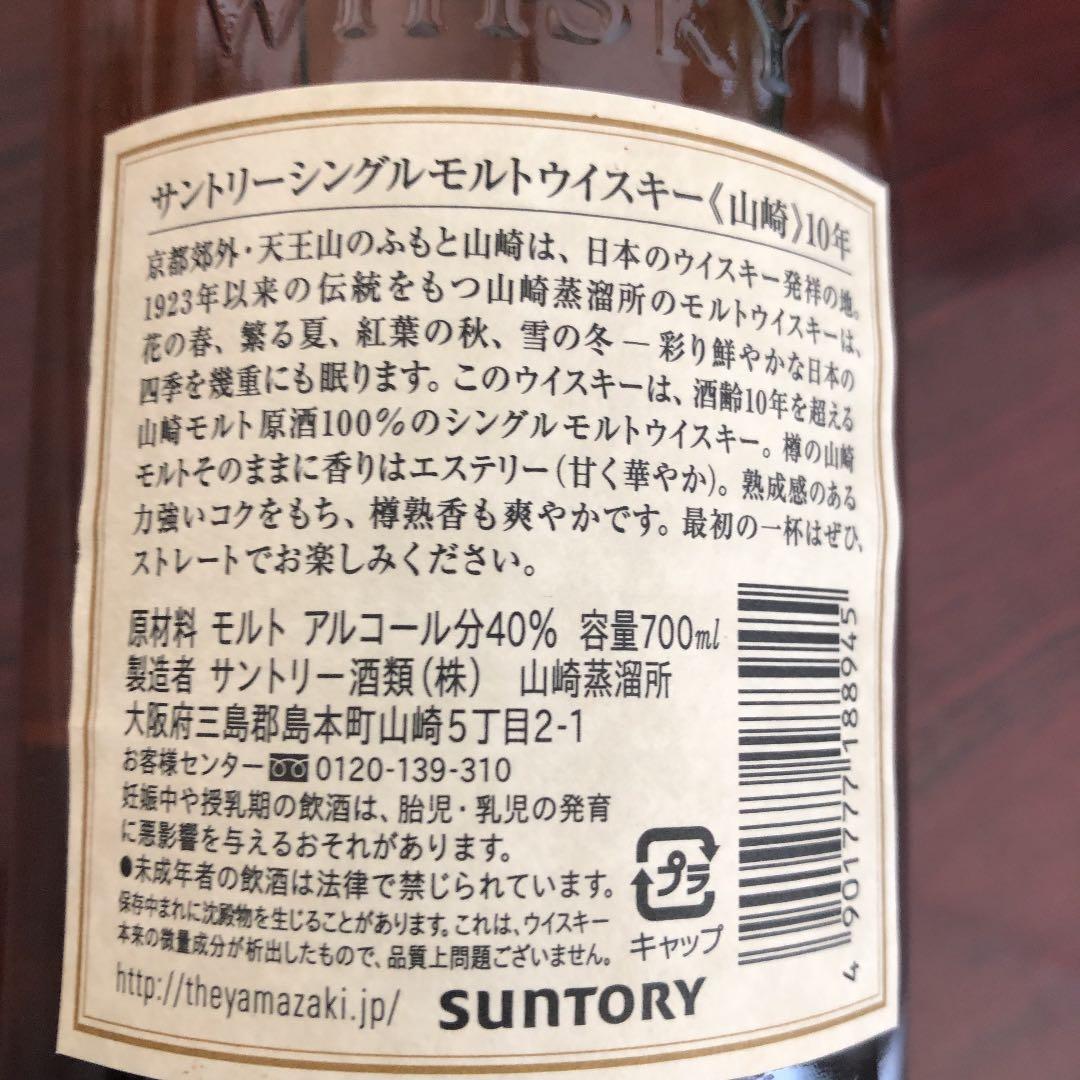 WHISKY
サントリーシングルモルトウイスキー《山崎》10年
京都郊外・天王山のふもと山崎は、日本のウイスキー発祥の地。
1923年以来の伝統をもつ山崎蒸溜所のモルトウイスキーは、
花の春、繁る夏、紅葉の秋、雪の冬―彩り鮮やかな日本の
四季を幾重にも眠ります。このウイスキーは、酒齢10年を超える
山崎モルト原酒100%のシングルモルトウイスキー。樽の山崎
モルトそのままに香りはエステリー(甘く華やか)。熟成感のある
力強いコクをもち、樽熟香も爽やかです。最初の一杯はぜひ、
ストレートでお楽しみください。
原材料 モルト アルコール分40% 容量700ml
製造者 サントリー酒類(株) 山崎蒸溜所
大阪府三島郡島本町山崎5丁目2-1
お客様センター 0120-139-310
妊娠中や授乳期の飲酒は、胎児・乳児の発育
に悪影響を与えるおそれがあります。
●未成年者の飲酒は法律で禁じられています。
保存中まれに沈殿物を生じることがあります。これは、ウイスキー
本来の微量成分が析出したもので、品質上問題ございません。
http://theyamazaki.jp/
SUNTORY
プラ
キャップ
4 901777 188945